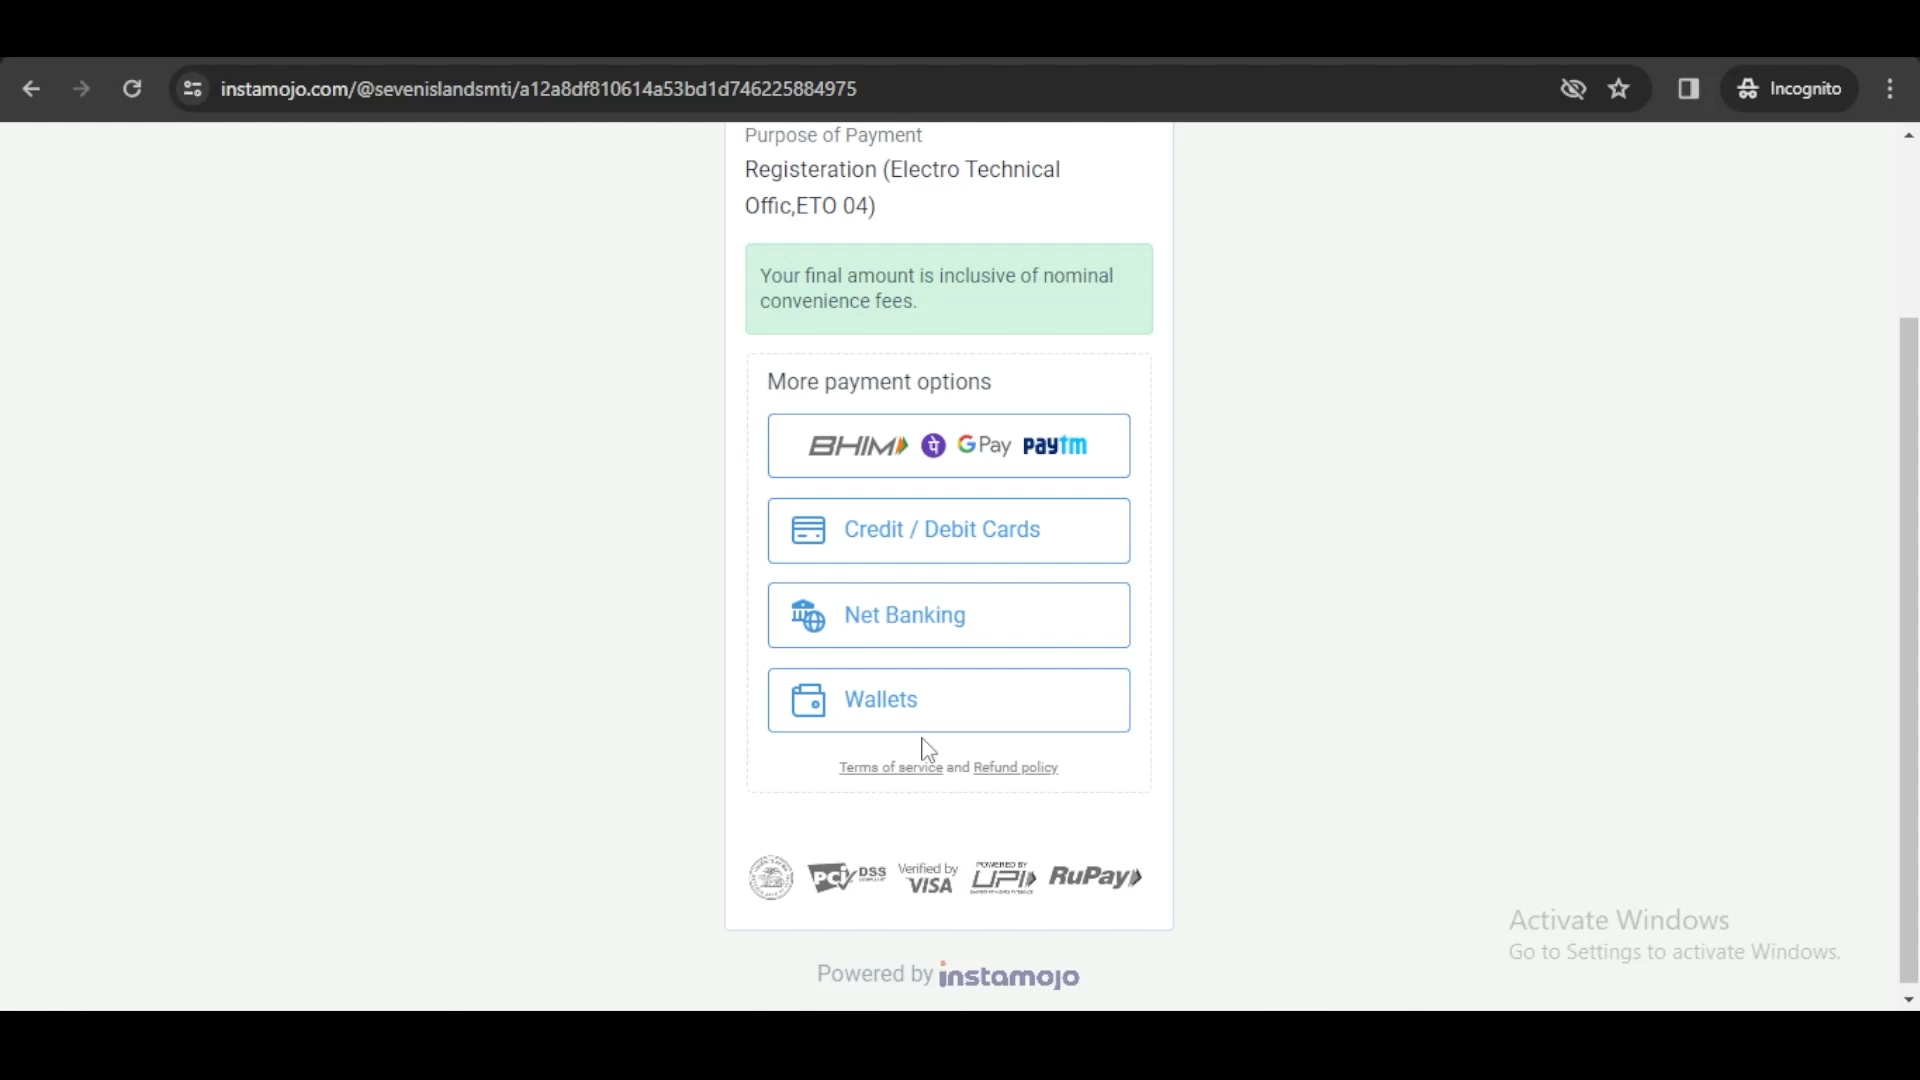 instamojo.com/@sevenislandsmti/a12a8df810614a53bd1d746225884975
Incognito
Purpose of Payment
Registeration (Electro Technical
Offic,ETO 04)
Your final amount is inclusive of nominal
convenience fees.
More payment options
BHIM पे G Pay paytm
Credit / Debit Cards
Net Banking
Wallets
Terms of service and Refund policy
PCI DSS
Verified by
VISA
POWERED BY
UPI
RuPay
Activate Windows
Go to Settings to activate Windows.
Powered by instamojo